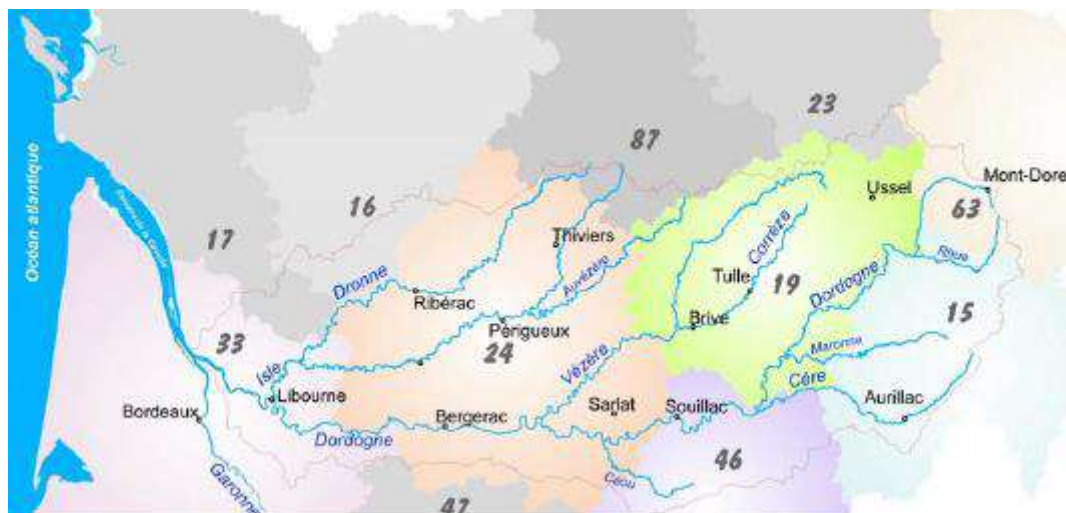 23
87
Mont-Dore
Ussel
63
Océan atlantique
16
17
Thiviers
Corrèze
Rhue
Dronne
Auvézère
Tulle
19
Dordogne
Ribérac
Périgueux
Brive
15
33
24
Maronne
Isle
Vézère
Cère
Libourne
Bordeaux
Bergerac
Sarlat
Souillac
Aurillac
Dordogne
46
Céou
Garonne
47